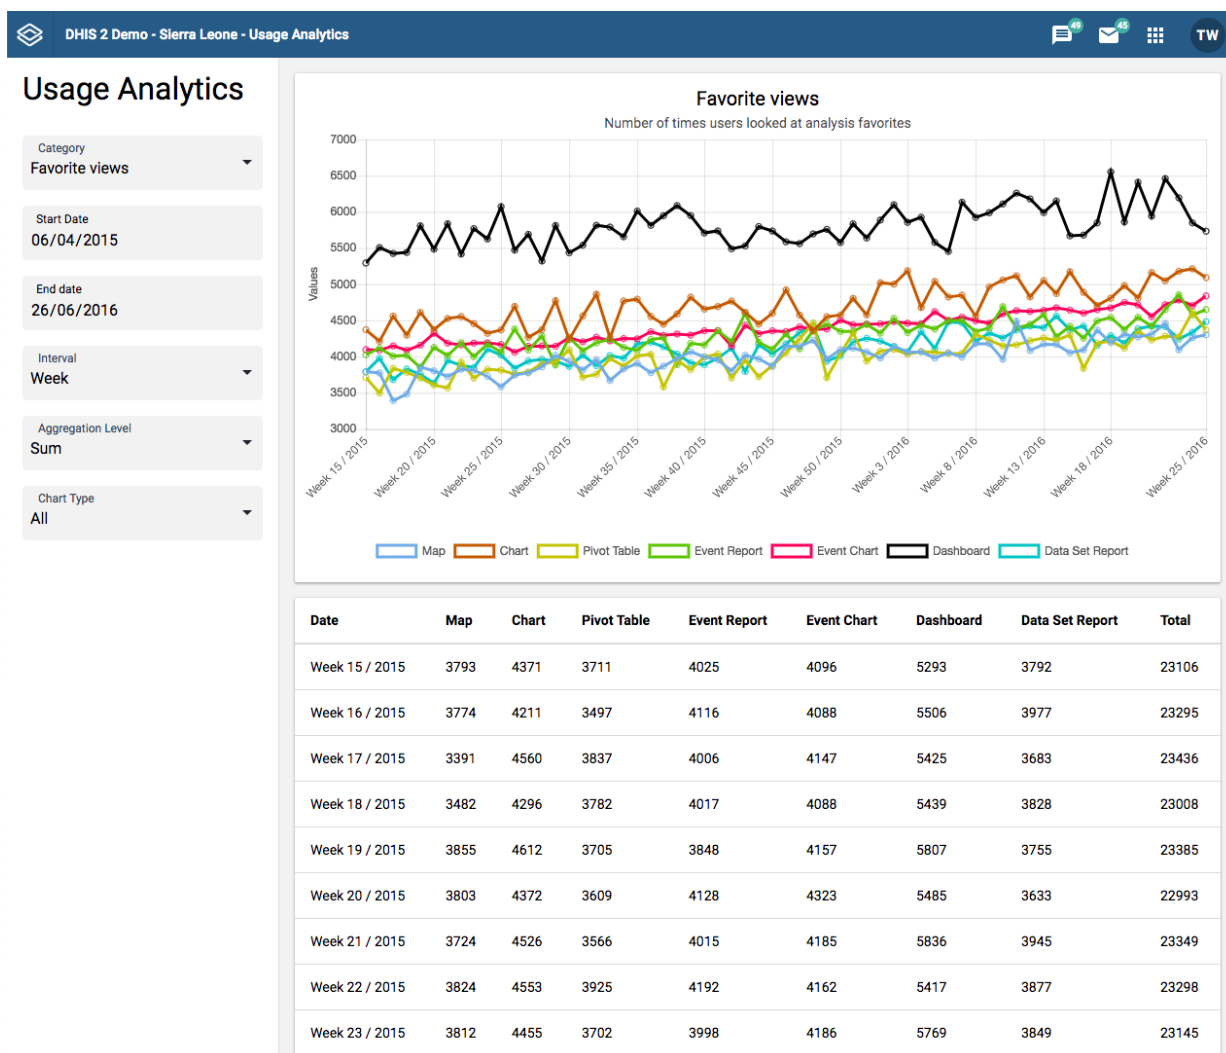 DHIS 2 Demo - Sierra Leone - Usage Analytics
49
45
TW
Usage Analytics
Category
Favorite views
Start Date
06/04/2015
End date
26/06/2016
Interval
Week
Aggregation Level
Sum
Chart Type
All
Favorite views
Number of times users looked at analysis favorites
Values
7000
6500
6000
5500
5000
4500
4000
3500
3000
Week 15 / 2015
Week 20 / 2015
Week 25 / 2015
Week 30 / 2015
Week 35 / 2015
Week 40 / 2015
Week 45 / 2015
Week 50 / 2015
Week 3 / 2016
Week 8 / 2016
Week 13 / 2016
Week 18 / 2016
Week 25 / 2016
Map Chart Pivot Table Event Report Event Chart Dashboard Data Set Report
Date Map Chart Pivot Table Event Report Event Chart Dashboard Data Set Report Total
Week 15 / 2015 3793 4371 3711 4025 4096 5293 3792 23106
Week 16 / 2015 3774 4211 3497 4116 4088 5506 3977 23295
Week 17 / 2015 3391 4560 3837 4006 4147 5425 3683 23436
Week 18 / 2015 3482 4296 3782 4017 4088 5439 3828 23008
Week 19 / 2015 3855 4612 3705 3848 4157 5807 3755 23385
Week 20 / 2015 3803 4372 3609 4128 4323 5485 3633 22993
Week 21 / 2015 3724 4526 3566 4015 4185 5836 3945 23349
Week 22 / 2015 3824 4553 3925 4192 4162 5417 3877 23298
Week 23 / 2015 3812 4455 3702 3998 4186 5769 3849 23145